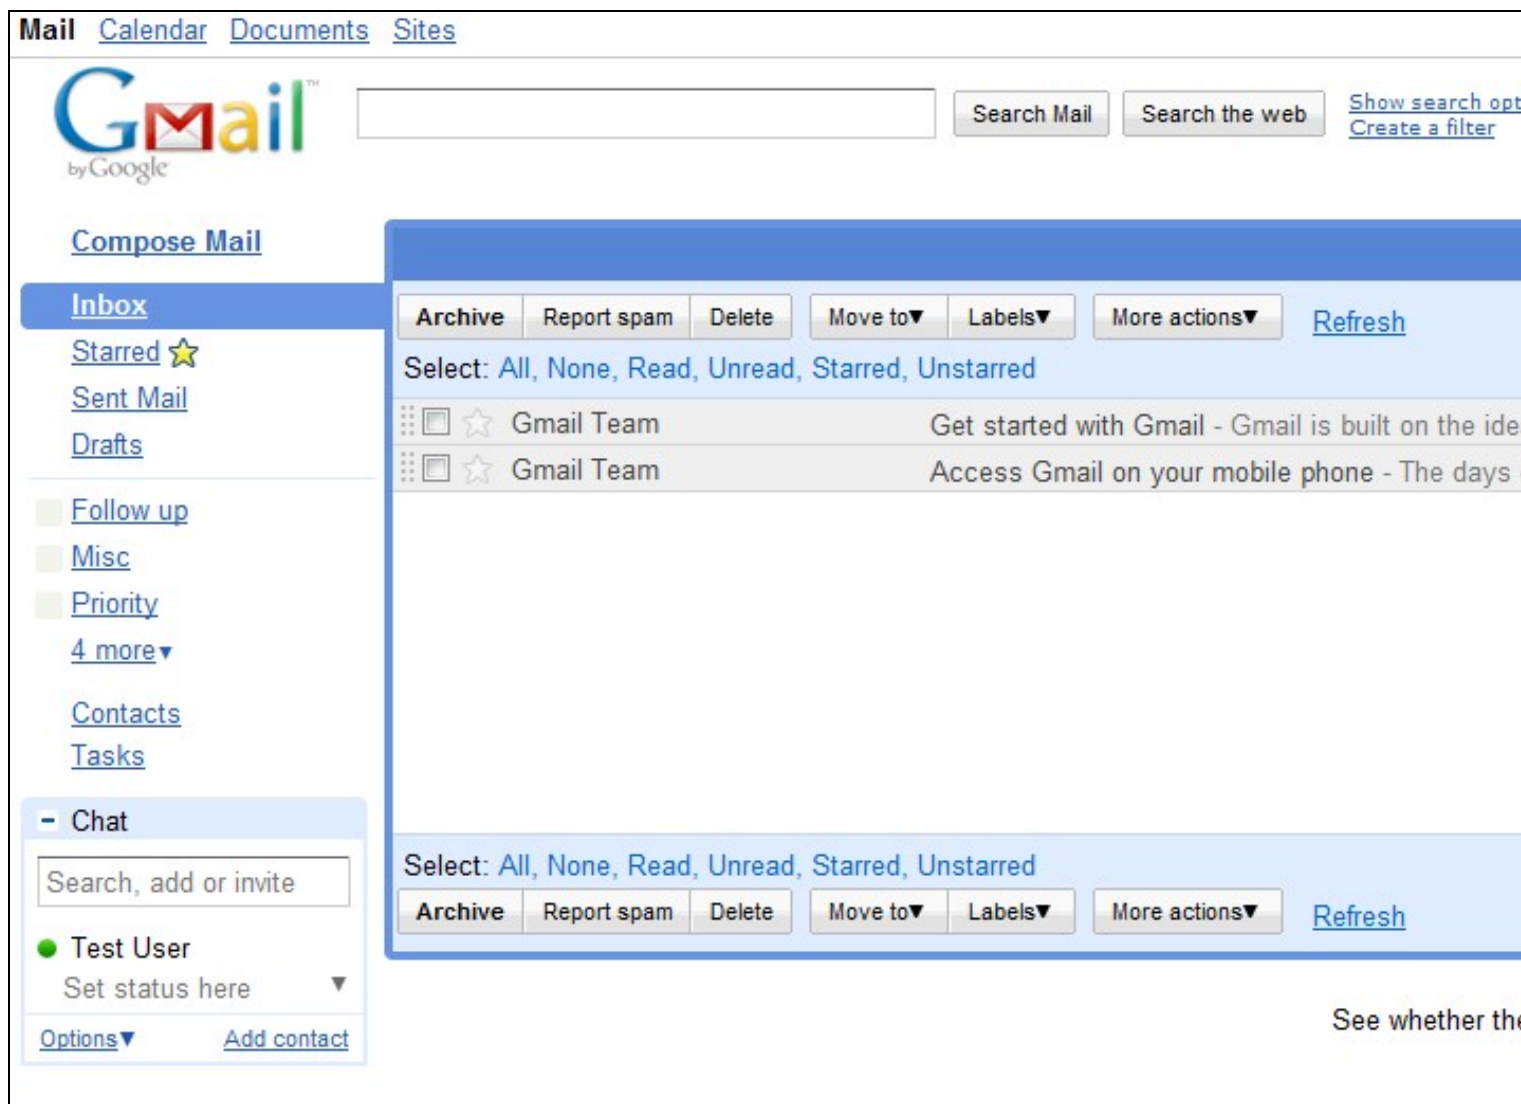 Mail Calendar Documents Sites
Gmail™
by Google
Search Mail Search the web Show search opt
Create a filter
Compose Mail
Inbox
Starred
Sent Mail
Drafts
Follow up
Misc
Priority
4 more▼
Contacts
Tasks
– Chat
Search, add or invite
Test User
Set status here ▼
Options▼ Add contact
Archive Report spam Delete Move to▼ Labels▼ More actions▼ Refresh
Select: All, None, Read, Unread, Starred, Unstarred
Gmail Team Get started with Gmail - Gmail is built on the ide
Gmail Team Access Gmail on your mobile phone - The days
Select: All, None, Read, Unread, Starred, Unstarred
Archive Report spam Delete Move to▼ Labels▼ More actions▼ Refresh
See whether the